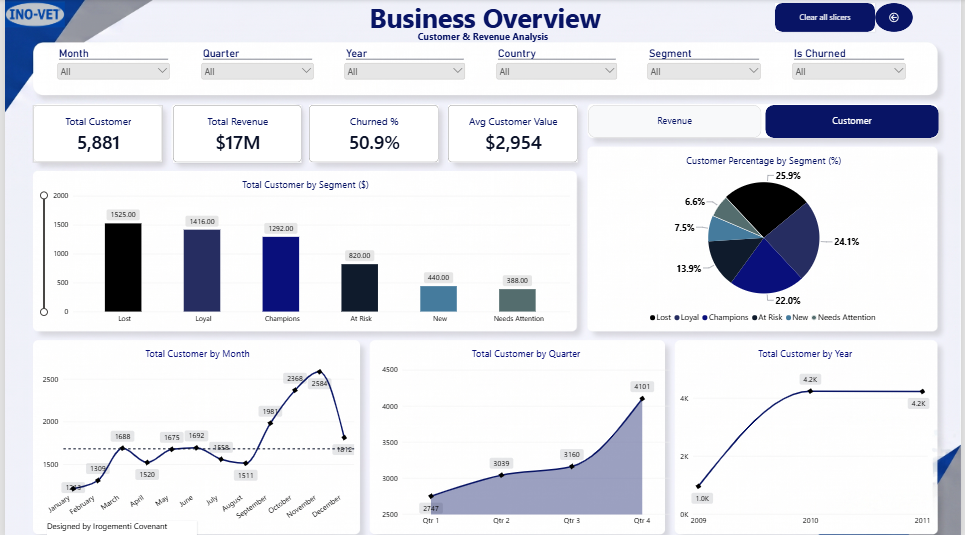 INO-VET
Business Overview
Customer & Revenue Analysis
Clear all slicers
Month
Quarter
Year
Country
Segment
Is Churned
All
All
All
All
All
All
Total Customer
5,881
Total Revenue
$17M
Churned %
50.9%
Avg Customer Value
$2,954
Revenue
Customer
Total Customer by Segment ($)
2000
1500
1000
500
0
1525.00
1416.00
1292.00
820.00
440.00
388.00
Lost
Loyal
Champions
At Risk
New
Needs Attention
Customer Percentage by Segment (%)
25.9%
6.6%
7.5%
24.1%
13.9%
22.0%
Lost Loyal Champions At Risk New Needs Attention
Total Customer by Month
2500
2000
1500
1309
1688
1520
1675
1692
1558
1511
1981
2368
2584
1812
January
February
March
April
May
June
July
August
September
October
November
December
Designed by Irogementi Covenant
Total Customer by Quarter
4500
4000
3500
3000
2500
2747
3039
3160
4101
Qtr 1
Qtr 2
Qtr 3
Qtr 4
Total Customer by Year
4K
2K
0K
1.0K
4.2K
4.2K
2009
2010
2011